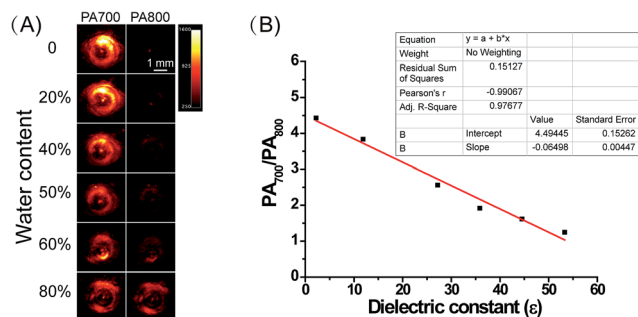 (A)
PA700 PA800
Water content
0
20%
40%
50%
60%
80%
1 mm
250
(B)
Equation y = a + b*x
Weight No Weighting
Residual Sum of Squares 0.15127
Pearson's r -0.99067
Adj. R-Square 0.97677
Value Standard Error
B Intercept 4.49445 0.15262
B Slope -0.06498 0.00447
PA700/PA800
6
5
4
3
2
1
0
0 10 20 30 40 50 60
Dielectric constant (ε)